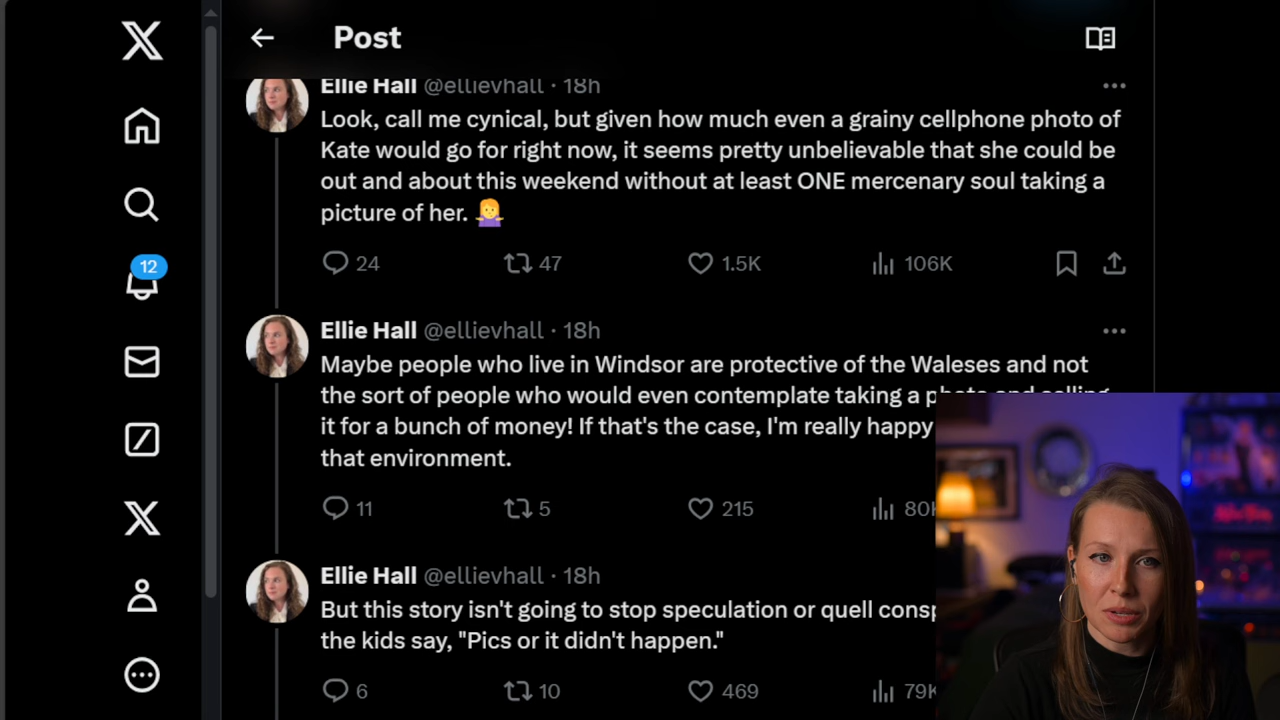 Post
Ellie Hall @ellievhall · 18h
Look, call me cynical, but given how much even a grainy cellphone photo of
Kate would go for right now, it seems pretty unbelievable that she could be
out and about this weekend without at least ONE mercenary soul taking a
picture of her. 🤷‍♀️
24 47 1.5K 106K
12
Ellie Hall @ellievhall · 18h
Maybe people who live in Windsor are protective of the Waleses and not
the sort of people who would even contemplate taking a photo and selling
it for a bunch of money! If that's the case, I'm really happy
that environment.
11 5 215 80K
Ellie Hall @ellievhall · 18h
But this story isn't going to stop speculation or quell
the kids say, "Pics or it didn't happen."
6 10 469 79K